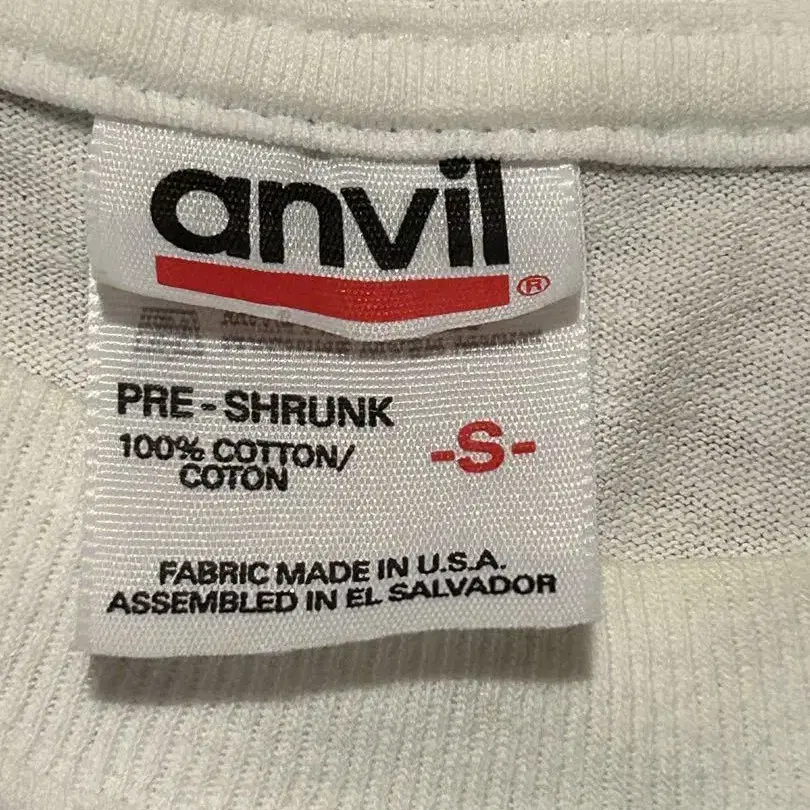 anvil®
PRE-SHRUNK
100% COTTON/
COTON
-S-
FABRIC MADE IN U.S.A.
ASSEMBLED IN EL SALVADOR